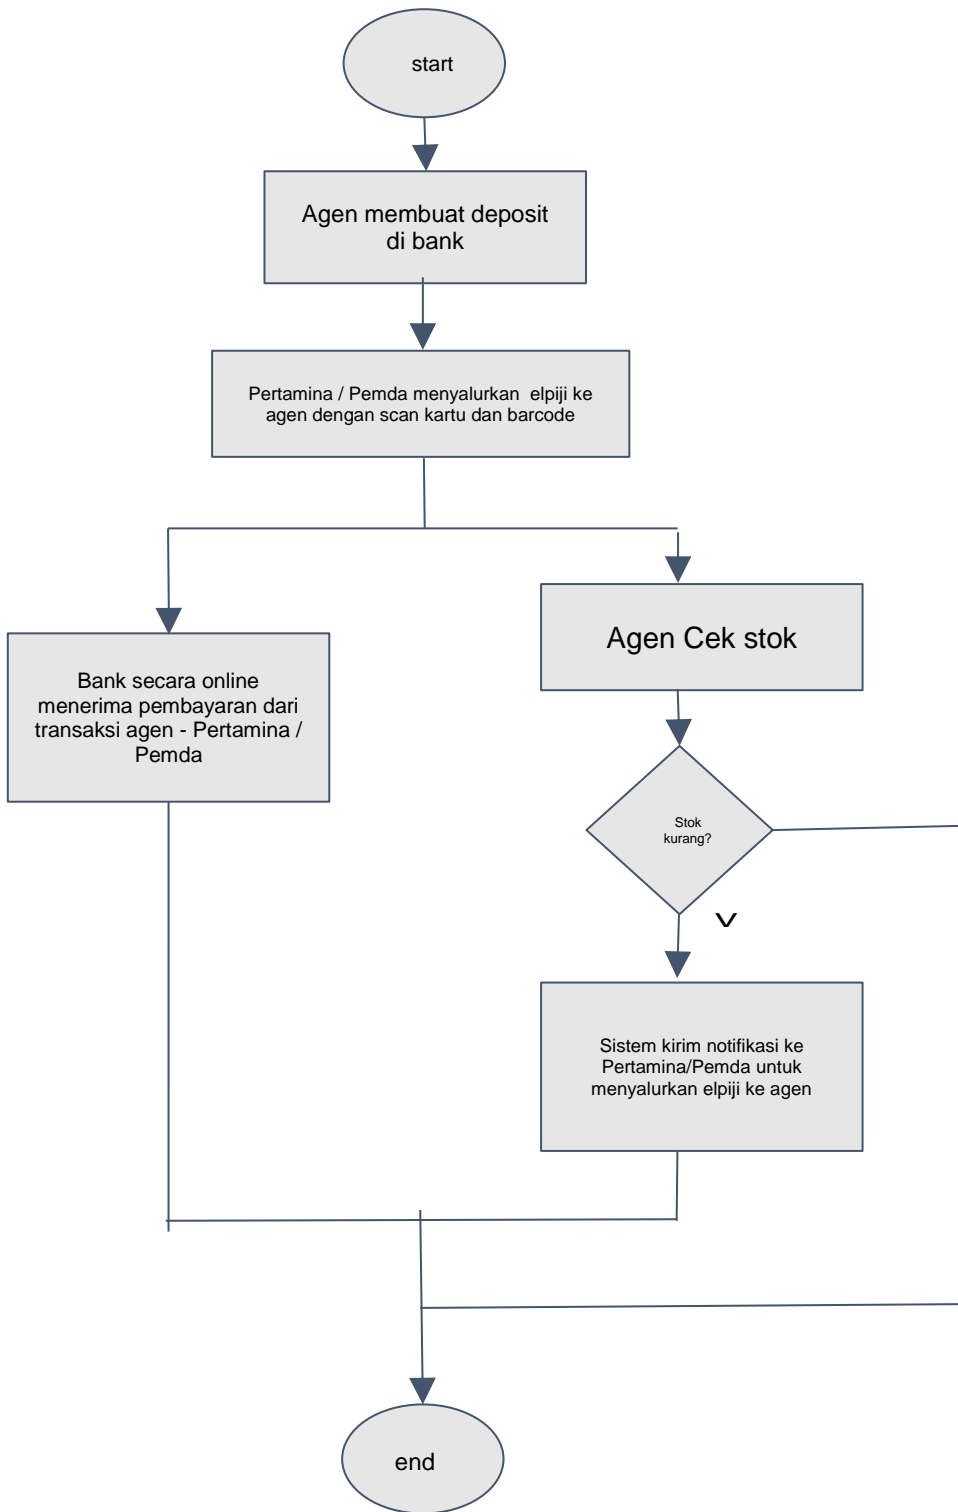 start
Agen membuat deposit
di bank
Pertamina / Pemda menyalurkan elpiji ke
agen dengan scan kartu dan barcode
Bank secara online
menerima pembayaran dari
transaksi agen - Pertamina /
Pemda
Agen Cek stok
Stok
kurang?
Sistem kirim notifikasi ke
Pertamina/Pemda untuk
menyalurkan elpiji ke agen
end